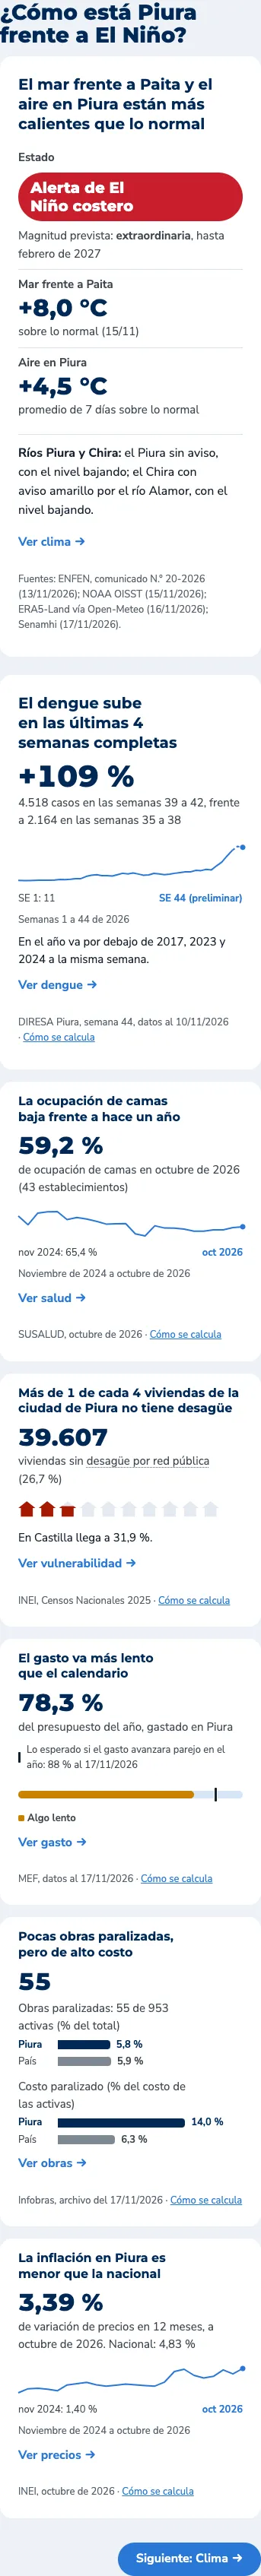 ¿Cómo está Piura
frente a El Niño?
El mar frente a Paita y el
aire en Piura están más
calientes que lo normal
Estado
Alerta de El
Niño costero
Magnitud prevista: extraordinaria, hasta
febrero de 2027
Mar frente a Paita
+8,0 °C
sobre lo normal (15/11)
Aire en Piura
+4,5 °C
promedio de 7 días sobre lo normal
Ríos Piura y Chira: el Piura sin aviso,
con el nivel bajando; el Chira con
aviso amarillo por el río Alamor, con el
nivel bajando.
Ver clima →
Fuentes: ENFEN, comunicado N.° 20-2026
(13/11/2026); NOAA OISST (15/11/2026);
ERA5-Land vía Open-Meteo (16/11/2026);
Senamhi (17/11/2026).
El dengue sube
en las últimas 4
semanas completas
+109 %
4.518 casos en las semanas 39 a 42, frente
a 2.164 en las semanas 35 a 38
SE 1: 11
SE 44 (preliminar)
Semanas 1 a 44 de 2026
En el año va por debajo de 2017, 2023 y
2024 a la misma semana.
Ver dengue →
DIRESA Piura, semana 44, datos al 10/11/2026
· Cómo se calcula
La ocupación de camas
baja frente a hace un año
59,2 %
de ocupación de camas en octubre de 2026
(43 establecimientos)
nov 2024: 65,4 %
oct 2026
Noviembre de 2024 a octubre de 2026
Ver salud →
SUSALUD, octubre de 2026 · Cómo se calcula
Más de 1 de cada 4 viviendas de la
ciudad de Piura no tiene desagüe
39.607
viviendas sin desagüe por red pública
(26,7 %)
En Castilla llega a 31,9 %.
Ver vulnerabilidad →
INEI, Censos Nacionales 2025 · Cómo se calcula
El gasto va más lento
que el calendario
78,3 %
del presupuesto del año, gastado en Piura
Lo esperado si el gasto avanzara parejo en el
año: 88 % al 17/11/2026
Algo lento
Ver gasto →
MEF, datos al 17/11/2026 · Cómo se calcula
Pocas obras paralizadas,
pero de alto costo
55
Obras paralizadas: 55 de 953
activas (% del total)
Piura 5,8 %
País 5,9 %
Costo paralizado (% del costo de
las activas)
Piura 14,0 %
País 6,3 %
Ver obras →
Infobras, archivo del 17/11/2026 · Cómo se calcula
La inflación en Piura es
menor que la nacional
3,39 %
de variación de precios en 12 meses, a
octubre de 2026. Nacional: 4,83 %
nov 2024: 1,40 %
oct 2026
Noviembre de 2024 a octubre de 2026
Ver precios →
INEI, octubre de 2026 · Cómo se calcula
Siguiente: Clima →